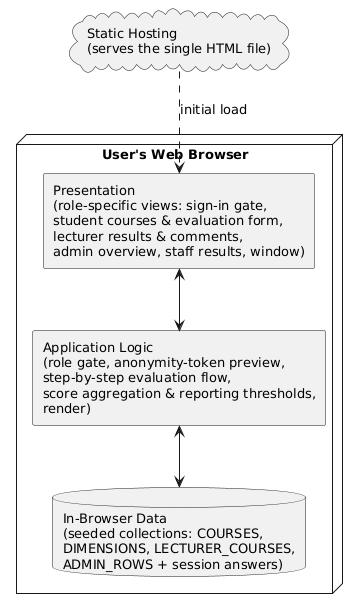 Static Hosting
(serves the single HTML file)
initial load
User's Web Browser
Presentation
(role-specific views: sign-in gate,
student courses & evaluation form,
lecturer results & comments,
admin overview, staff results, window)
Application Logic
(role gate, anonymity-token preview,
step-by-step evaluation flow,
score aggregation & reporting thresholds,
render)
In-Browser Data
(seeded collections: COURSES,
DIMENSIONS, LECTURER_COURSES,
ADMIN_ROWS + session answers)